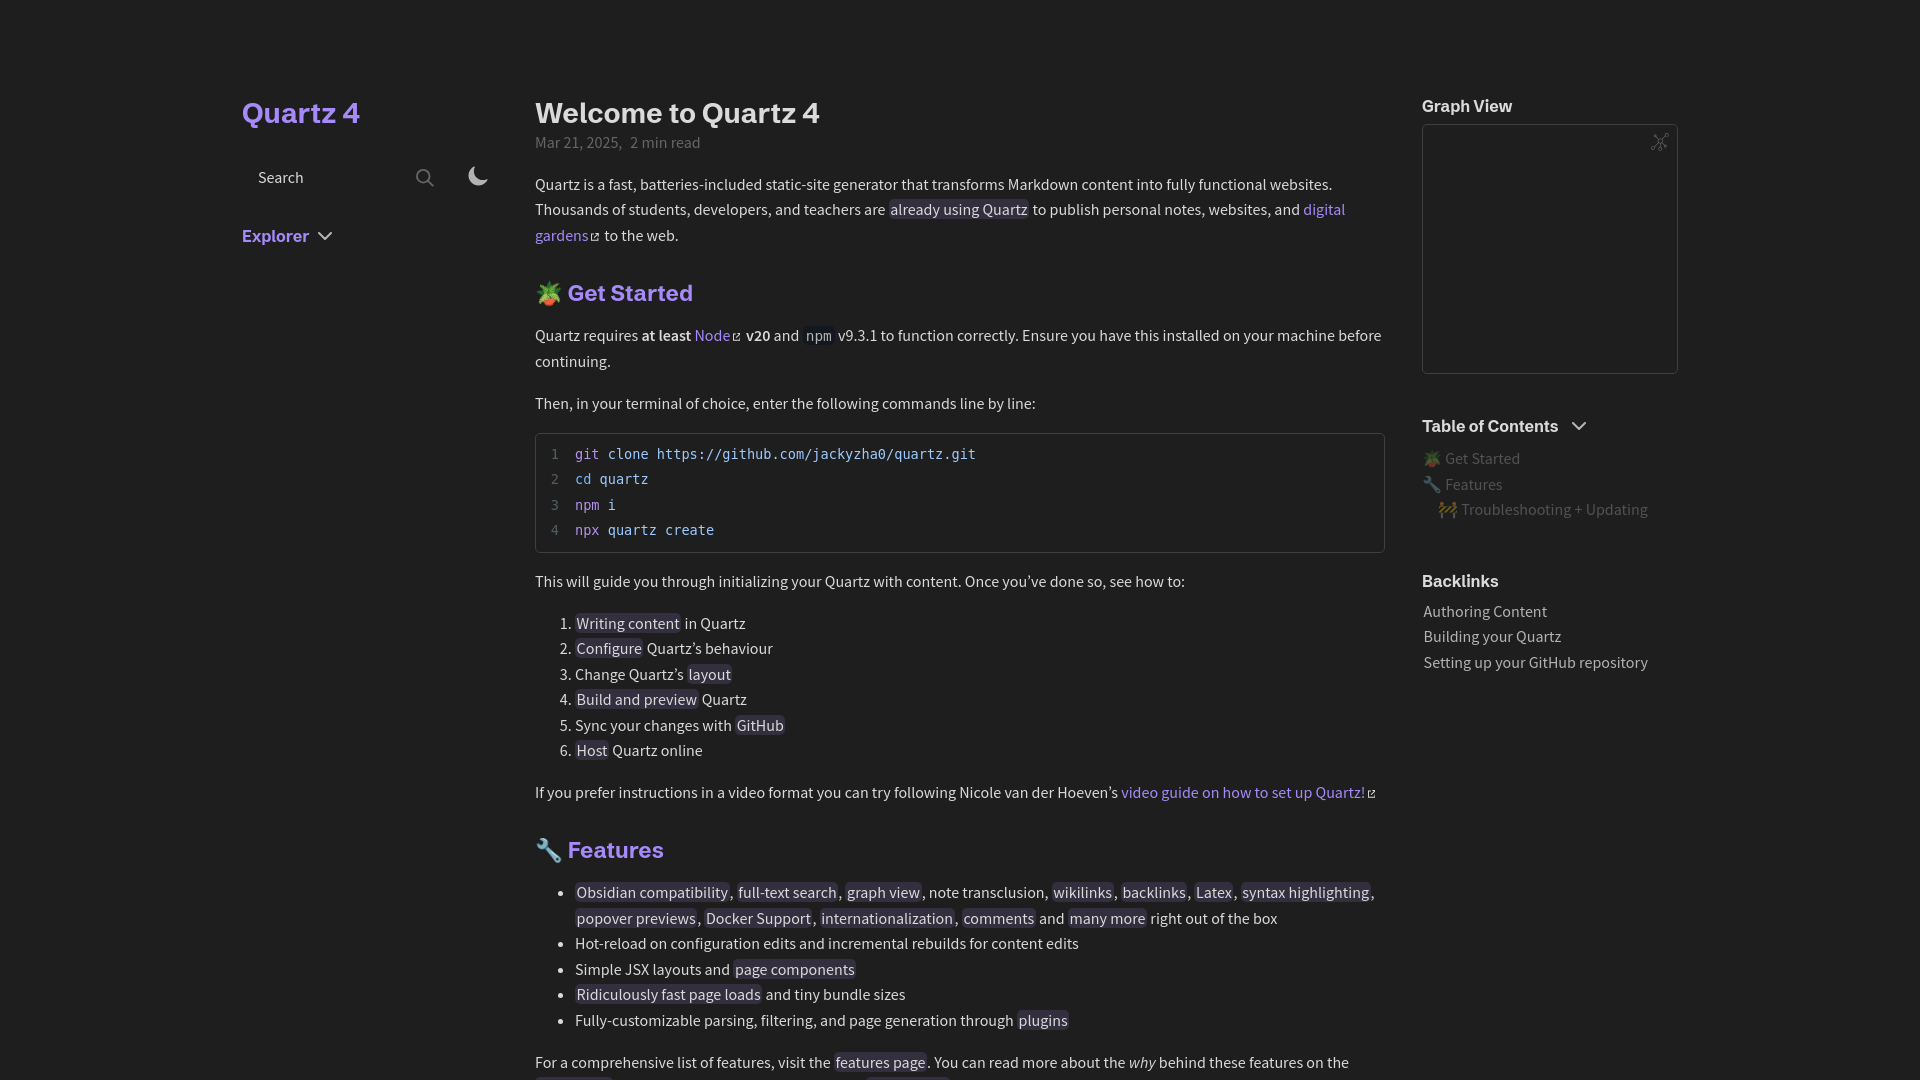 Quartz 4
Search
Explorer
Welcome to Quartz 4
Mar 21, 2025, 2 min read
Quartz is a fast, batteries-included static-site generator that transforms Markdown content into fully functional websites.
Thousands of students, developers, and teachers are already using Quartz to publish personal notes, websites, and digital
gardens to the web.
🪴 Get Started
Quartz requires at least Node v20 and npm v9.3.1 to function correctly. Ensure you have this installed on your machine before
continuing.
Then, in your terminal of choice, enter the following commands line by line:
1 git clone https://github.com/jackyzha0/quartz.git
2 cd quartz
3 npm i
4 npx quartz create
This will guide you through initializing your Quartz with content. Once you’ve done so, see how to:
1. Writing content in Quartz
2. Configure Quartz’s behaviour
3. Change Quartz’s layout
4. Build and preview Quartz
5. Sync your changes with GitHub
6. Host Quartz online
If you prefer instructions in a video format you can try following Nicole van der Hoeven’s video guide on how to set up Quartz!
🔧 Features
• Obsidian compatibility, full-text search, graph view, note transclusion, wikilinks, backlinks, Latex, syntax highlighting,
popover previews, Docker Support, internationalization, comments and many more right out of the box
• Hot-reload on configuration edits and incremental rebuilds for content edits
• Simple JSX layouts and page components
• Ridiculously fast page loads and tiny bundle sizes
• Fully-customizable parsing, filtering, and page generation through plugins
For a comprehensive list of features, visit the features page. You can read more about the why behind these features on the
Graph View
Table of Contents
🪴 Get Started
🔧 Features
🚧 Troubleshooting + Updating
Backlinks
Authoring Content
Building your Quartz
Setting up your GitHub repository